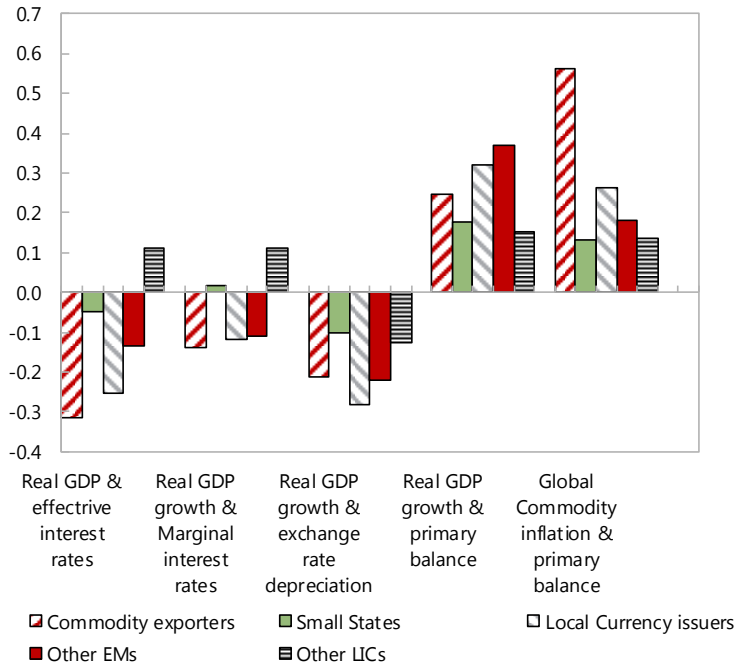 0.7
0.6
0.5
0.4
0.3
0.2
0.1
0.0
-0.1
-0.2
-0.3
-0.4
Real GDP & effectrive interest rates
Real GDP growth & Marginal interest rates
Real GDP growth & exchange rate depreciation
Real GDP growth & primary balance
Global Commodity inflation & primary balance
Commodity exporters
Small States
Local Currency issuers
Other EMs
Other LICs